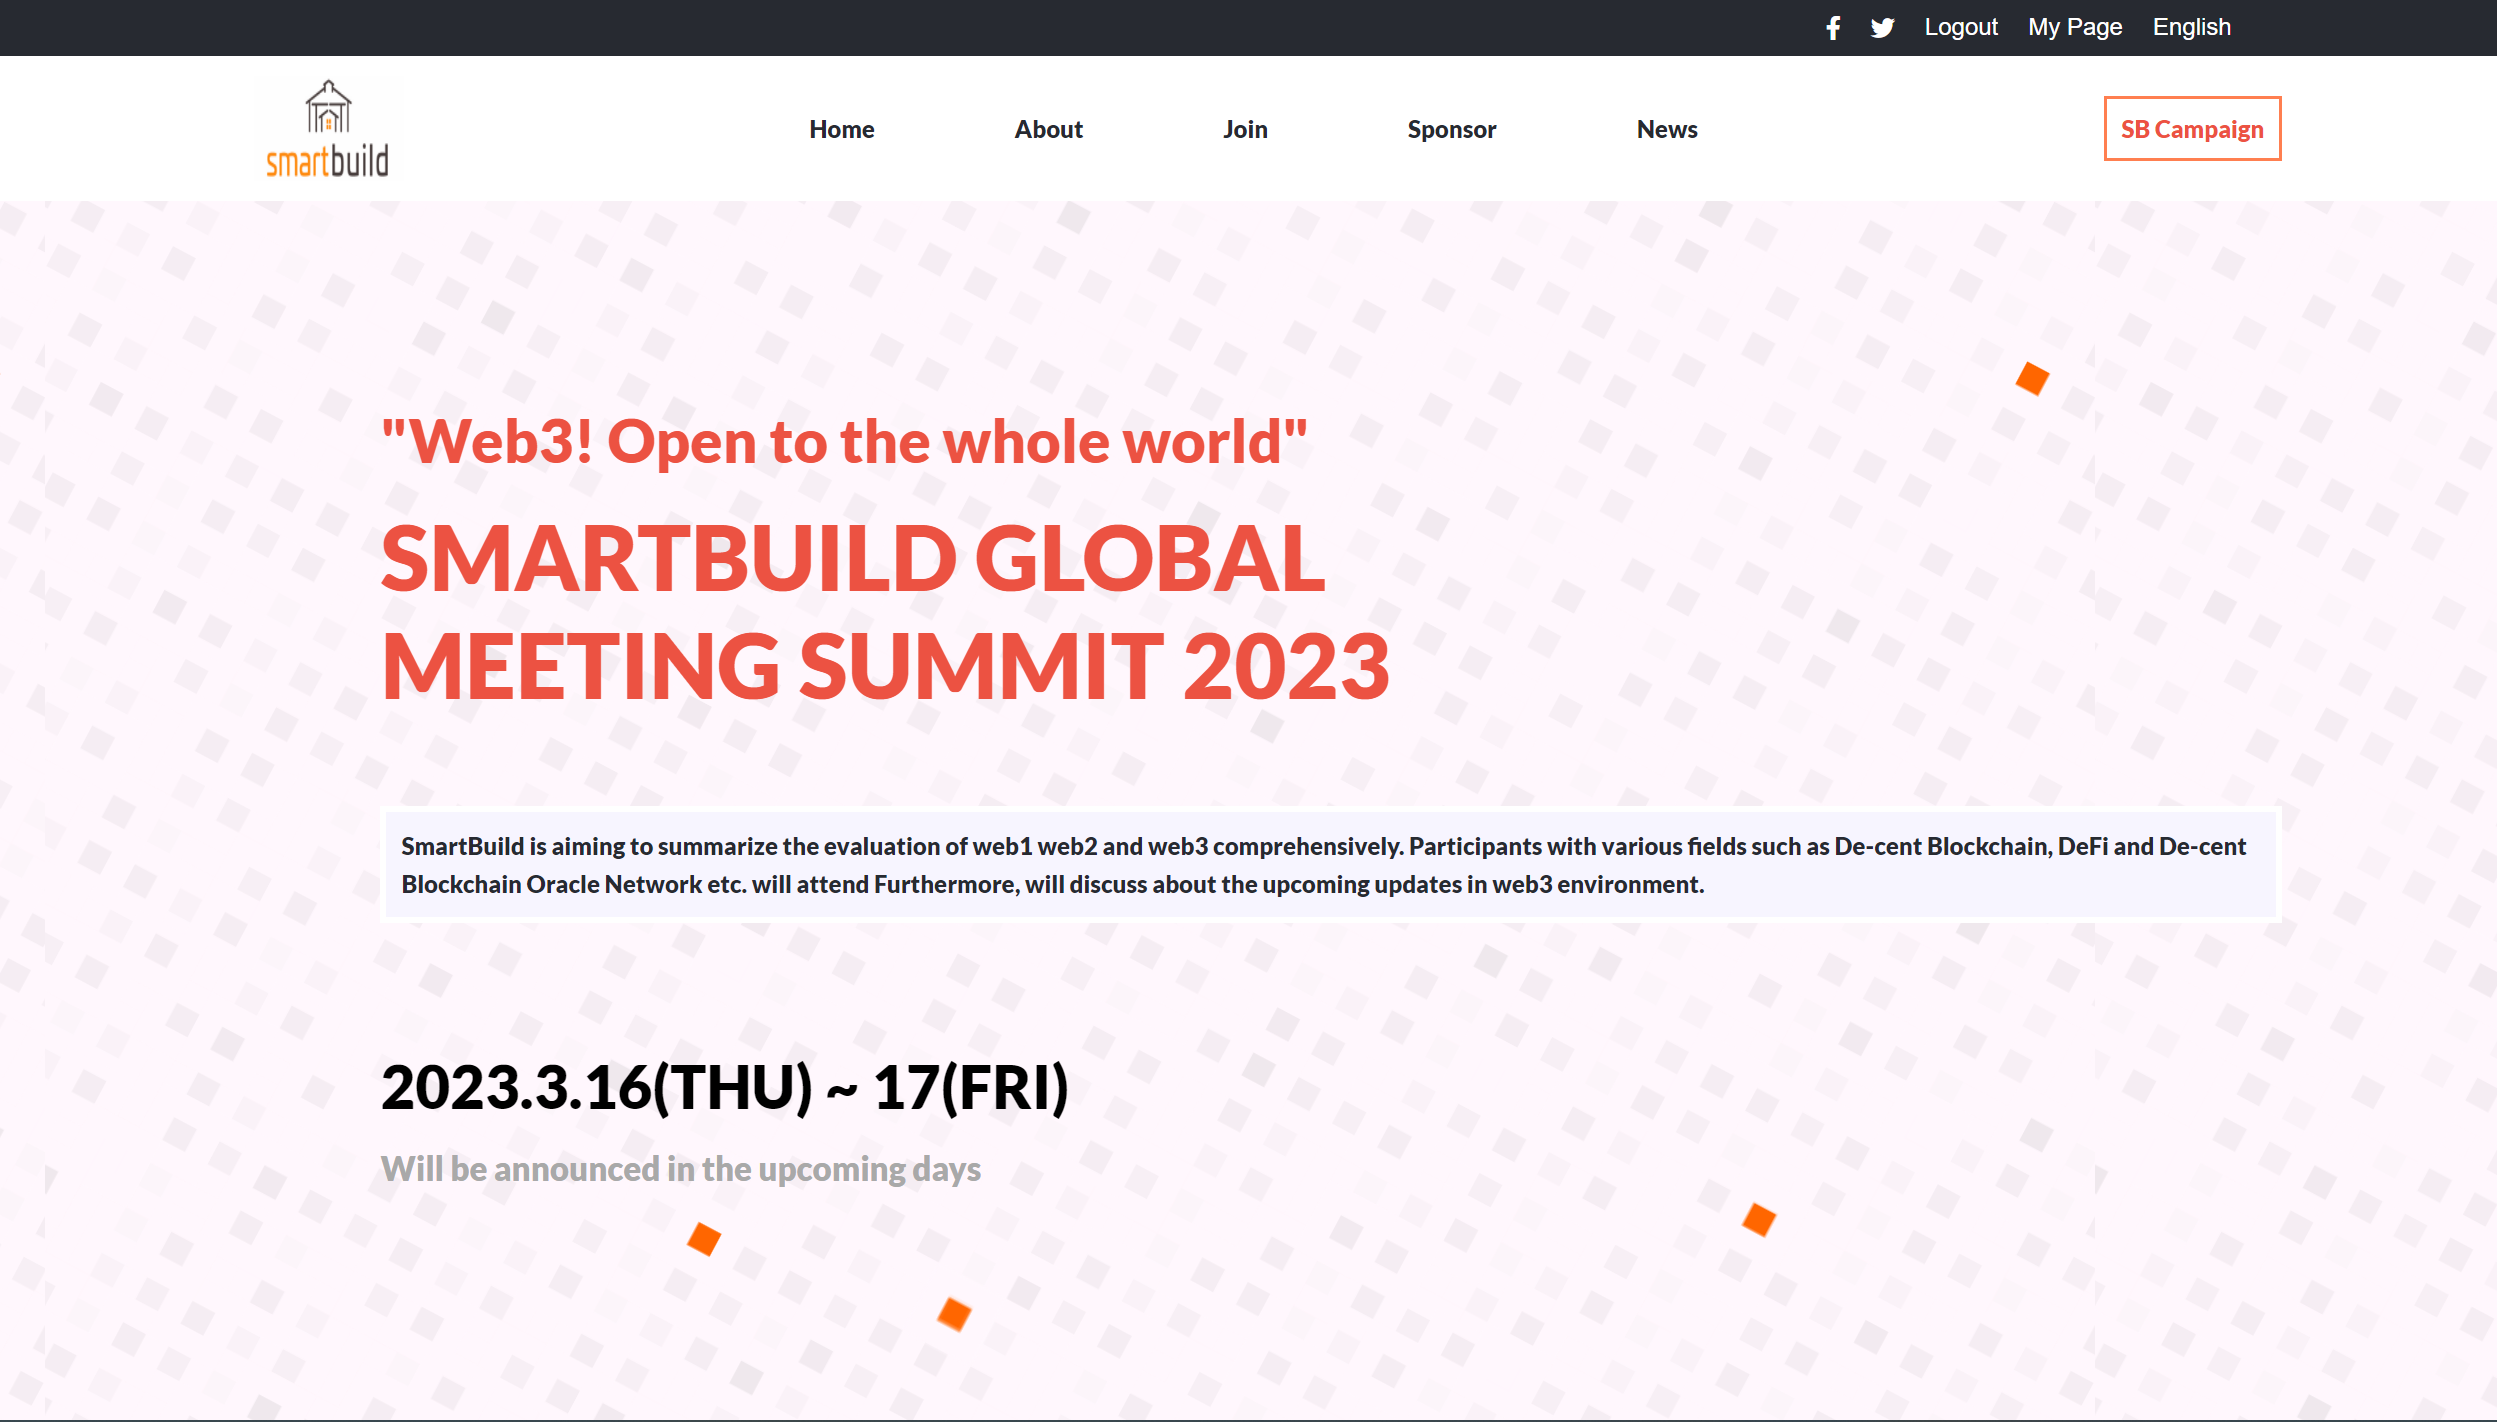 Logout My Page English
smartbuild
Home About Join Sponsor News
SB Campaign
"Web3! Open to the whole world"
SMARTBUILD GLOBAL
MEETING SUMMIT 2023
SmartBuild is aiming to summarize the evaluation of web1 web2 and web3 comprehensively. Participants with various fields such as De-cent Blockchain, DeFi and De-cent
Blockchain Oracle Network etc. will attend Furthermore, will discuss about the upcoming updates in web3 environment.
2023.3.16(THU) ~ 17(FRI)
Will be announced in the upcoming days